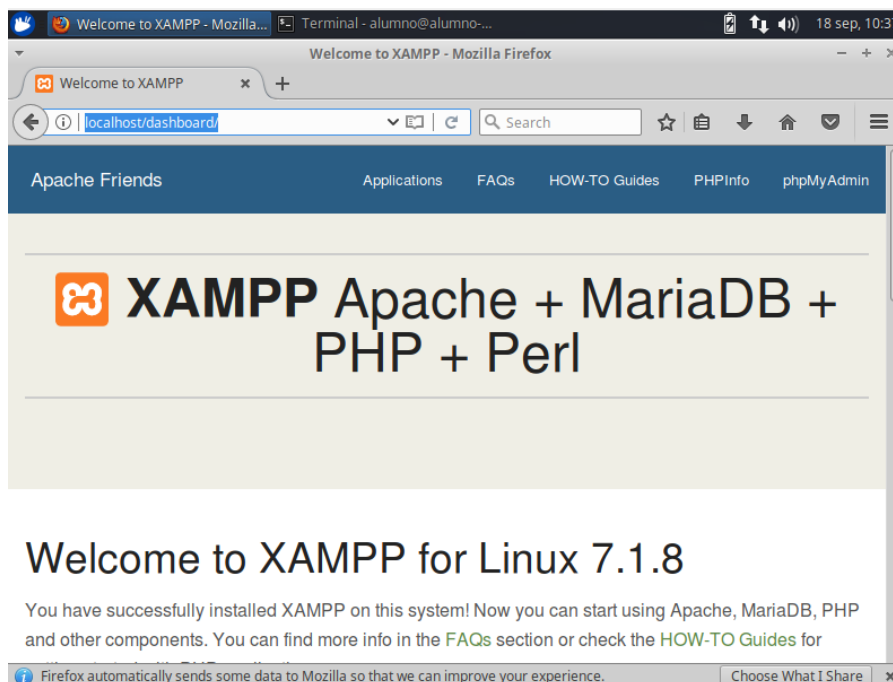 Welcome to XAMPP - Mozilla... Terminal - alumno@alumno-... 18 sep, 10:3
Welcome to XAMPP - Mozilla Firefox
Welcome to XAMPP
localhost/dashboard/ Search
Apache Friends Applications FAQs HOW-TO Guides PHPInfo phpMyAdmin
XAMPP Apache + MariaDB +
PHP + Perl
Welcome to XAMPP for Linux 7.1.8
You have successfully installed XAMPP on this system! Now you can start using Apache, MariaDB, PHP
and other components. You can find more info in the FAQs section or check the HOW-TO Guides for
Firefox automatically sends some data to Mozilla so that we can improve your experience. Choose What I Share